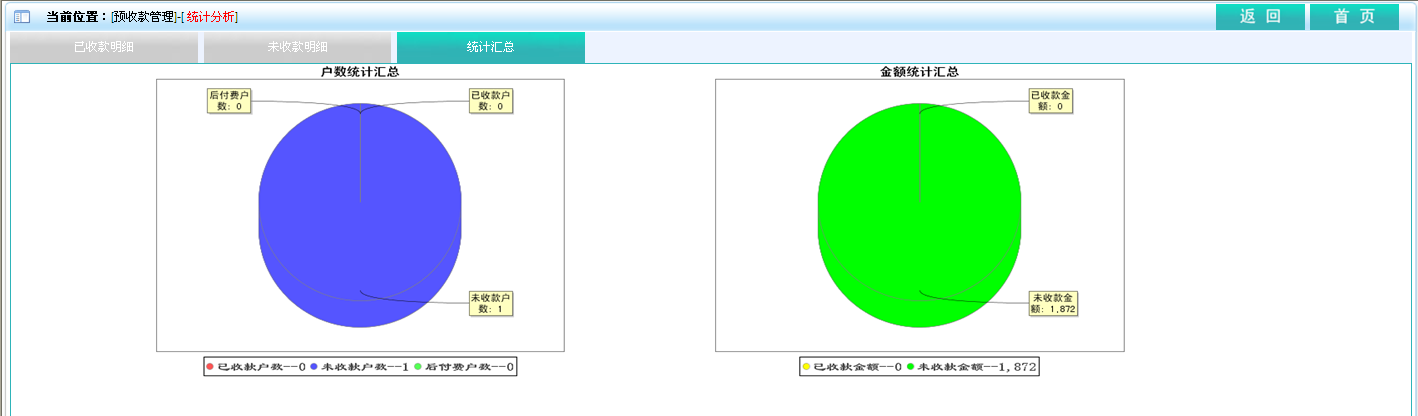 当前位置：[预收款管理]-[ 统计分析]
返 回
首 页
已收款明细
未收款明细
统计汇总
户数统计汇总
后付费户
数: 0
已收款户
数: 0
未收款户
数: 1
已收款户数--0 未收款户数--1 后付费户数--0
金额统计汇总
已收款金
额: 0
未收款金
额: 1,872
已收款金额--0 未收款金额--1,872